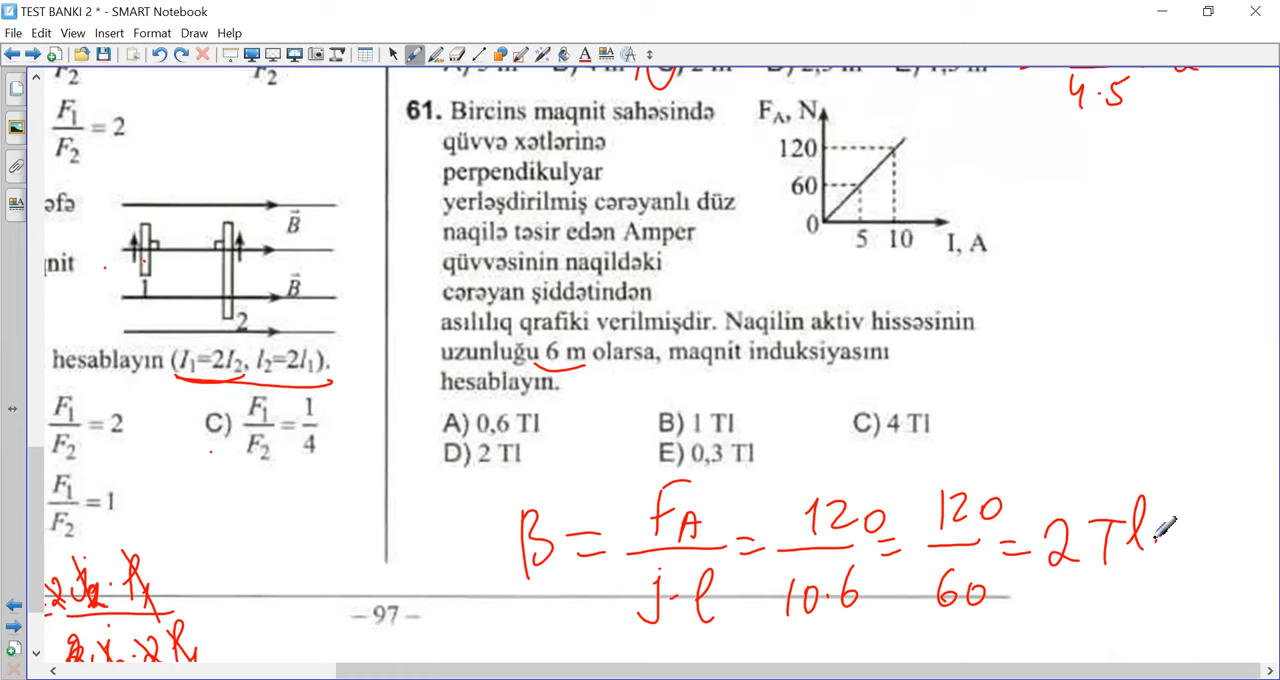 TEST BANKI 2 * - SMART Notebook
File Edit View Insert Format Draw Help
F₂ F₂
F₁/F₂ = 2
əfə
B
qnit
1
B
2
hesablayın (I₁=2I₂, l₂=2l₁).
F₁/F₂ = 2 C) F₁/F₂ = 1/4
F₁/F₂ = 1
4·5
61. Bircins maqnit sahəsində
qüvvə xətlərinə
perpendikulyar
yerləşdirilmiş cərəyanlı düz
naqilə təsir edən Amper
qüvvəsinin naqildəki
cərəyan şiddətindən
asılılıq qrafiki verilmişdir. Naqilin aktiv hissəsinin
uzunluğu 6 m olarsa, maqnit induksiyasını
hesablayın.
F_A, N
120
60
0
5 10 I, A
A) 0,6 Tl B) 1 Tl C) 4 Tl
D) 2 Tl E) 0,3 Tl
B = F_A / j·l = 120 / 10·6 = 120 / 60 = 2 Tl.
– 97 –